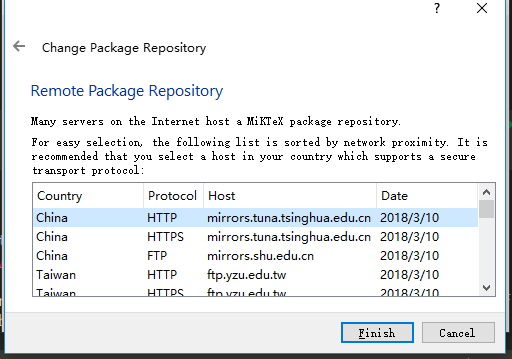 ?
Change Package Repository
Remote Package Repository
Many servers on the Internet host a MiKTeX package repository.
For easy selection, the following list is sorted by network proximity. It is
recommended that you select a host in your country which supports a secure
transport protocol:
Country Protocol Host Date
China HTTP mirrors.tuna.tsinghua.edu.cn 2018/3/10
China HTTPS mirrors.tuna.tsinghua.edu.cn 2018/3/10
China FTP mirrors.shu.edu.cn 2018/3/10
Taiwan HTTP ftp.yzu.edu.tw 2018/3/10
Taiwan HTTPS ftp.yzu.edu.tw 2018/3/10
Finish Cancel